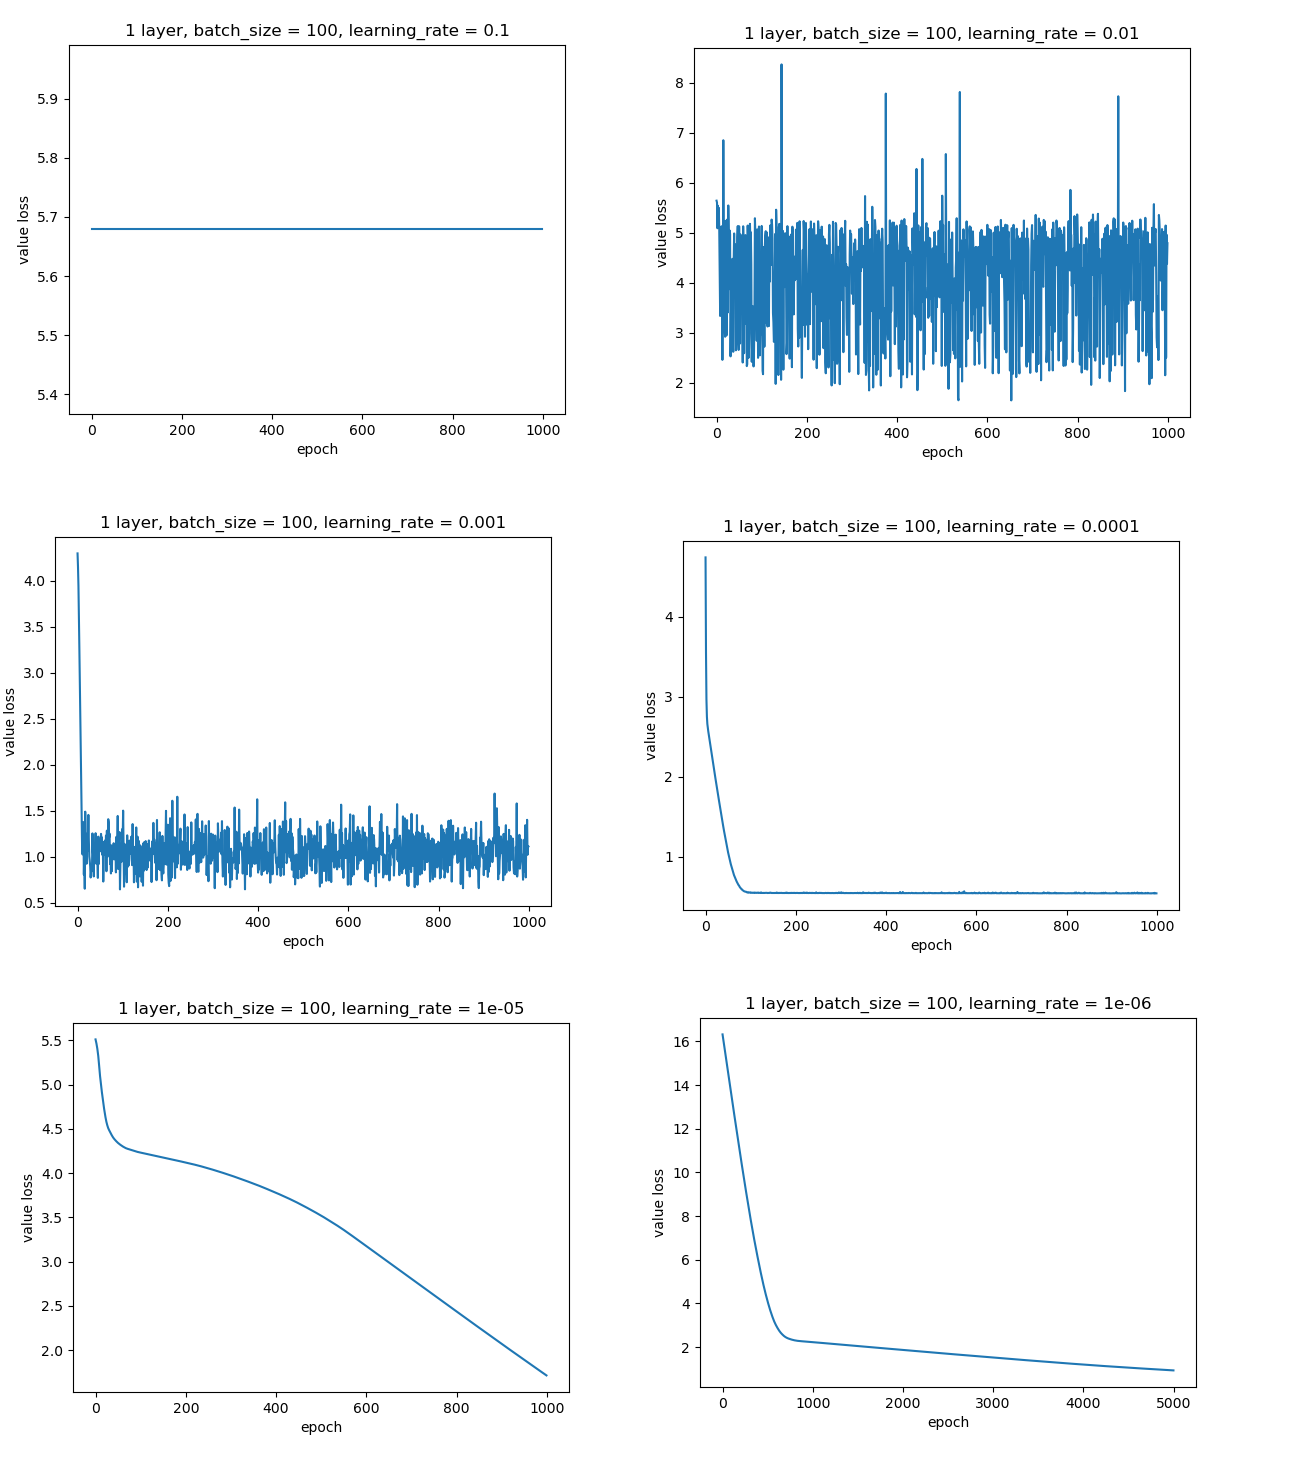 1 layer, batch_size = 100, learning_rate = 0.1
5.9
5.8
5.7
5.6
5.5
5.4
value loss
0 200 400 600 800 1000
epoch
1 layer, batch_size = 100, learning_rate = 0.01
8
7
6
5
4
3
2
value loss
0 200 400 600 800 1000
epoch
1 layer, batch_size = 100, learning_rate = 0.001
4.0
3.5
3.0
2.5
2.0
1.5
1.0
0.5
value loss
0 200 400 600 800 1000
epoch
1 layer, batch_size = 100, learning_rate = 0.0001
4
3
2
1
value loss
0 200 400 600 800 1000
epoch
1 layer, batch_size = 100, learning_rate = 1e-05
5.5
5.0
4.5
4.0
3.5
3.0
2.5
2.0
value loss
0 200 400 600 800 1000
epoch
1 layer, batch_size = 100, learning_rate = 1e-06
16
14
12
10
8
6
4
2
value loss
0 1000 2000 3000 4000 5000
epoch